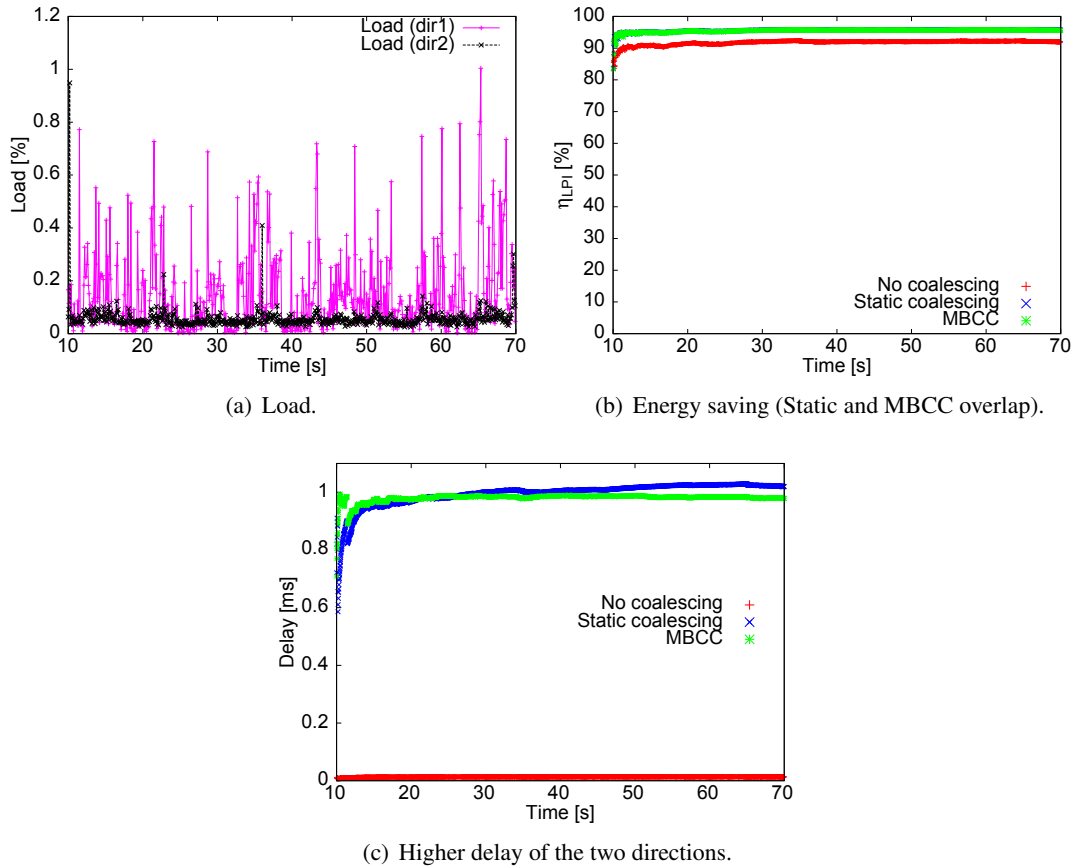 Load (dir1)
Load (dir2)
1.2
1
0.8
0.6
0.4
0.2
0
Load [%]
10 20 30 40 50 60 70
Time [s]
(a) Load.
100
90
80
70
60
50
40
30
20
10
0
ηLPI [%]
No coalescing
Static coalescing
MBCC
10 20 30 40 50 60 70
Time [s]
(b) Energy saving (Static and MBCC overlap).
1
0.8
0.6
0.4
0.2
0
Delay [ms]
No coalescing
Static coalescing
MBCC
10 20 30 40 50 60 70
Time [s]
(c) Higher delay of the two directions.